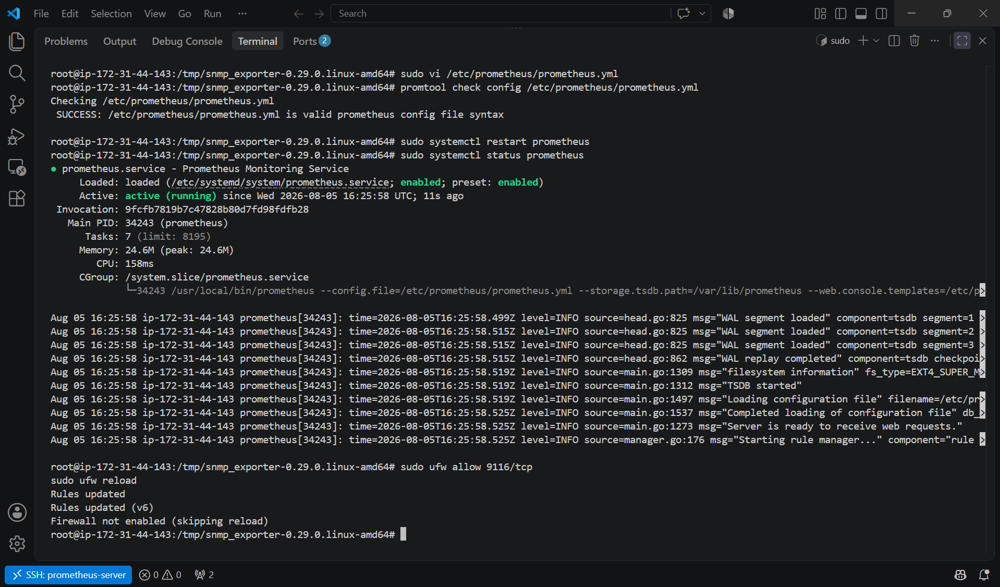 File Edit Selection View Go Run ··· Search
Problems Output Debug Console Terminal Ports 2 sudo
root@ip-172-31-44-143:/tmp/snmp_exporter-0.29.0.linux-amd64# sudo vi /etc/prometheus/prometheus.yml
root@ip-172-31-44-143:/tmp/snmp_exporter-0.29.0.linux-amd64# promtool check config /etc/prometheus/prometheus.yml
Checking /etc/prometheus/prometheus.yml
SUCCESS: /etc/prometheus/prometheus.yml is valid prometheus config file syntax
root@ip-172-31-44-143:/tmp/snmp_exporter-0.29.0.linux-amd64# sudo systemctl restart prometheus
root@ip-172-31-44-143:/tmp/snmp_exporter-0.29.0.linux-amd64# sudo systemctl status prometheus
● prometheus.service - Prometheus Monitoring Service
Loaded: loaded (/etc/systemd/system/prometheus.service; enabled; preset: enabled)
Active: active (running) since Wed 2026-08-05 16:25:58 UTC; 11s ago
Invocation: 9fcfb7819b7c47828b80d7fd98fdfb28
Main PID: 34243 (prometheus)
Tasks: 7 (limit: 8195)
Memory: 24.6M (peak: 24.6M)
CPU: 158ms
CGroup: /system.slice/prometheus.service
└─34243 /usr/local/bin/prometheus --config.file=/etc/prometheus/prometheus.yml --storage.tsdb.path=/var/lib/prometheus --web.console.templates=/etc/p>
Aug 05 16:25:58 ip-172-31-44-143 prometheus[34243]: time=2026-08-05T16:25:58.499Z level=INFO source=head.go:825 msg="WAL segment loaded" component=tsdb segment=1 >
Aug 05 16:25:58 ip-172-31-44-143 prometheus[34243]: time=2026-08-05T16:25:58.515Z level=INFO source=head.go:825 msg="WAL segment loaded" component=tsdb segment=2 >
Aug 05 16:25:58 ip-172-31-44-143 prometheus[34243]: time=2026-08-05T16:25:58.515Z level=INFO source=head.go:825 msg="WAL segment loaded" component=tsdb segment=3 >
Aug 05 16:25:58 ip-172-31-44-143 prometheus[34243]: time=2026-08-05T16:25:58.515Z level=INFO source=head.go:862 msg="WAL replay completed" component=tsdb checkpoi>
Aug 05 16:25:58 ip-172-31-44-143 prometheus[34243]: time=2026-08-05T16:25:58.519Z level=INFO source=main.go:1309 msg="filesystem information" fs_type=EXT4_SUPER_M>
Aug 05 16:25:58 ip-172-31-44-143 prometheus[34243]: time=2026-08-05T16:25:58.519Z level=INFO source=main.go:1312 msg="TSDB started"
Aug 05 16:25:58 ip-172-31-44-143 prometheus[34243]: time=2026-08-05T16:25:58.519Z level=INFO source=main.go:1497 msg="Loading configuration file" filename=/etc/pr>
Aug 05 16:25:58 ip-172-31-44-143 prometheus[34243]: time=2026-08-05T16:25:58.525Z level=INFO source=main.go:1537 msg="Completed loading of configuration file" db_>
Aug 05 16:25:58 ip-172-31-44-143 prometheus[34243]: time=2026-08-05T16:25:58.525Z level=INFO source=main.go:1273 msg="Server is ready to receive web requests."
Aug 05 16:25:58 ip-172-31-44-143 prometheus[34243]: time=2026-08-05T16:25:58.525Z level=INFO source=manager.go:176 msg="Starting rule manager..." component="rule >
root@ip-172-31-44-143:/tmp/snmp_exporter-0.29.0.linux-amd64# sudo ufw allow 9116/tcp
sudo ufw reload
Rules updated
Rules updated (v6)
Firewall not enabled (skipping reload)
root@ip-172-31-44-143:/tmp/snmp_exporter-0.29.0.linux-amd64#
SSH: prometheus-server 0 0 2